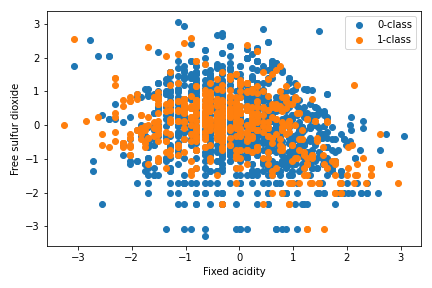 0-class
1-class
3
2
1
0
−1
−2
−3
Free sulfur dioxide
−3 −2 −1 0 1 2 3
Fixed acidity